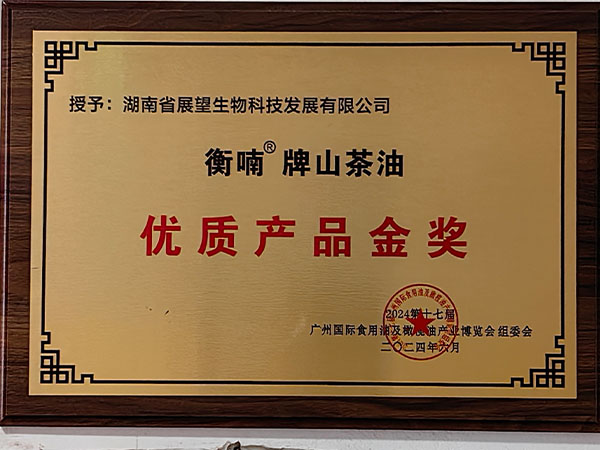 授予：湖南省展望生物科技发展有限公司
衡喃®牌山茶油
优质产品金奖
2024第十七届
广州国际食用油及橄榄油产业博览会组委会
二〇二四年六月